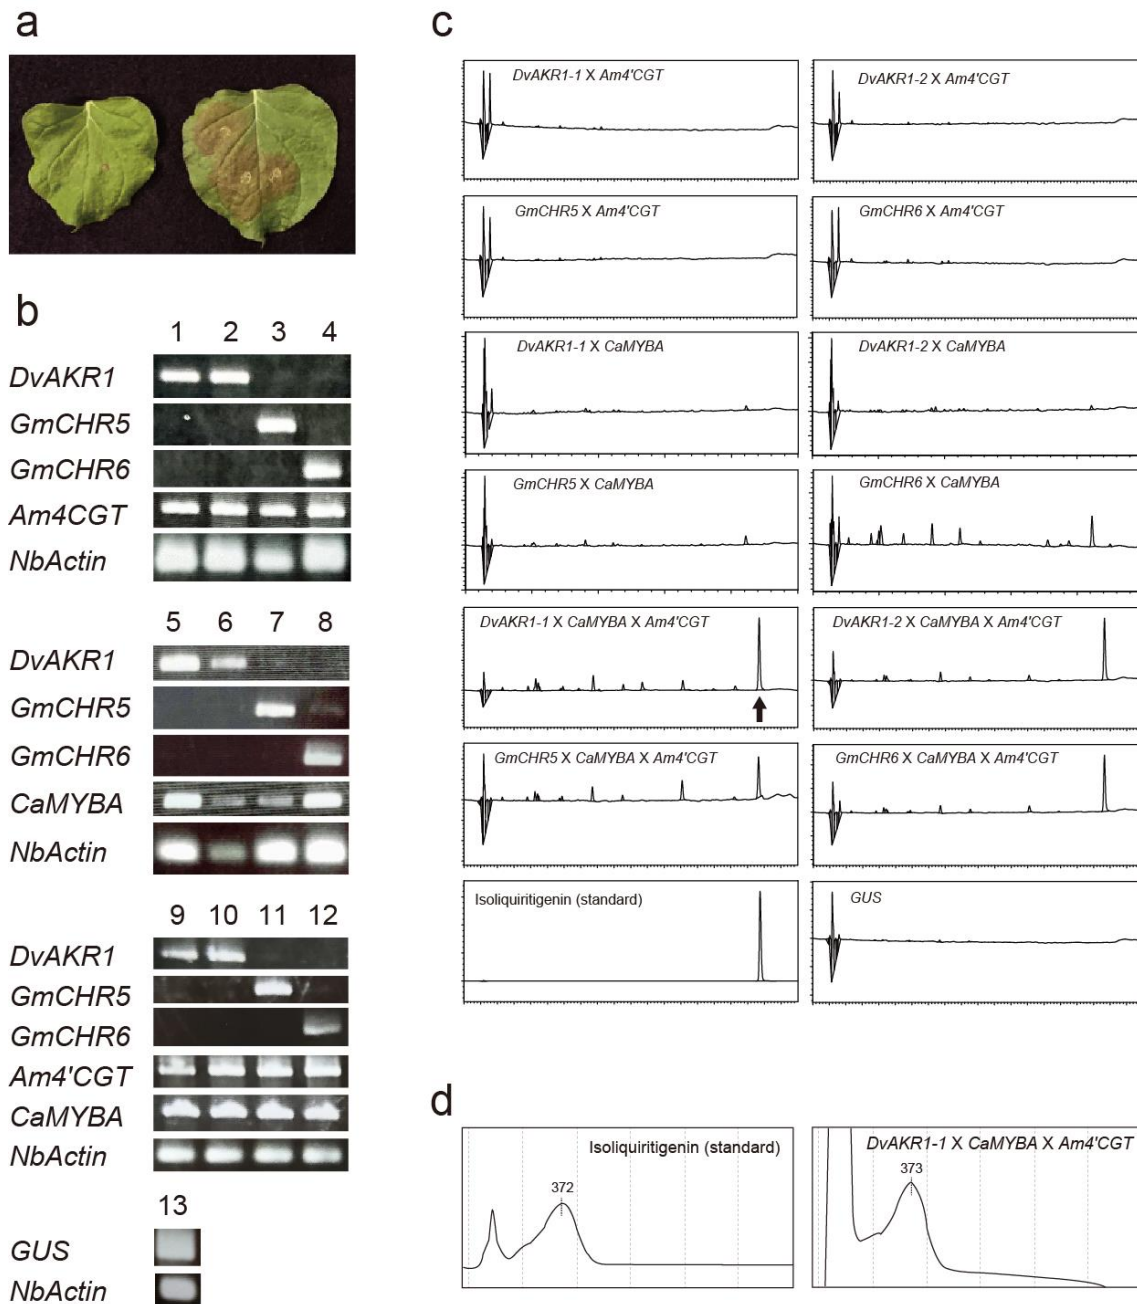 a
b
1 2 3 4
DvAKR1
GmCHR5
GmCHR6
Am4CGT
NbActin
5 6 7 8
DvAKR1
GmCHR5
GmCHR6
CaMYBA
NbActin
9 10 11 12
DvAKR1
GmCHR5
GmCHR6
Am4'CGT
CaMYBA
NbActin
13
GUS
NbActin
c
DvAKR1-1 X Am4'CGT
DvAKR1-2 X Am4'CGT
GmCHR5 X Am4'CGT
GmCHR6 X Am4'CGT
DvAKR1-1 X CaMYBA
DvAKR1-2 X CaMYBA
GmCHR5 X CaMYBA
GmCHR6 X CaMYBA
DvAKR1-1 X CaMYBA X Am4'CGT
DvAKR1-2 X CaMYBA X Am4'CGT
GmCHR5 X CaMYBA X Am4'CGT
GmCHR6 X CaMYBA X Am4'CGT
Isoliquiritigenin (standard)
GUS
d
Isoliquiritigenin (standard)
372
DvAKR1-1 X CaMYBA X Am4'CGT
373